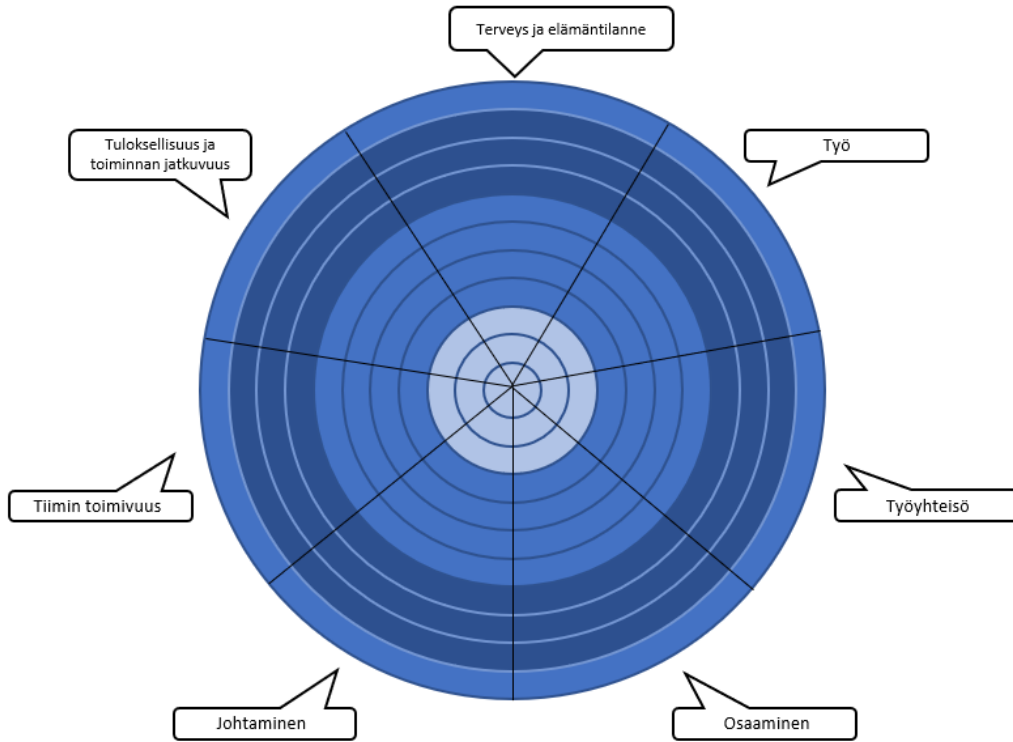 Terveys ja elämäntilanne
Tuloksellisuus ja
toiminnan jatkuvuus
Työ
Tiimin toimivuus
Työyhteisö
Johtaminen
Osaaminen